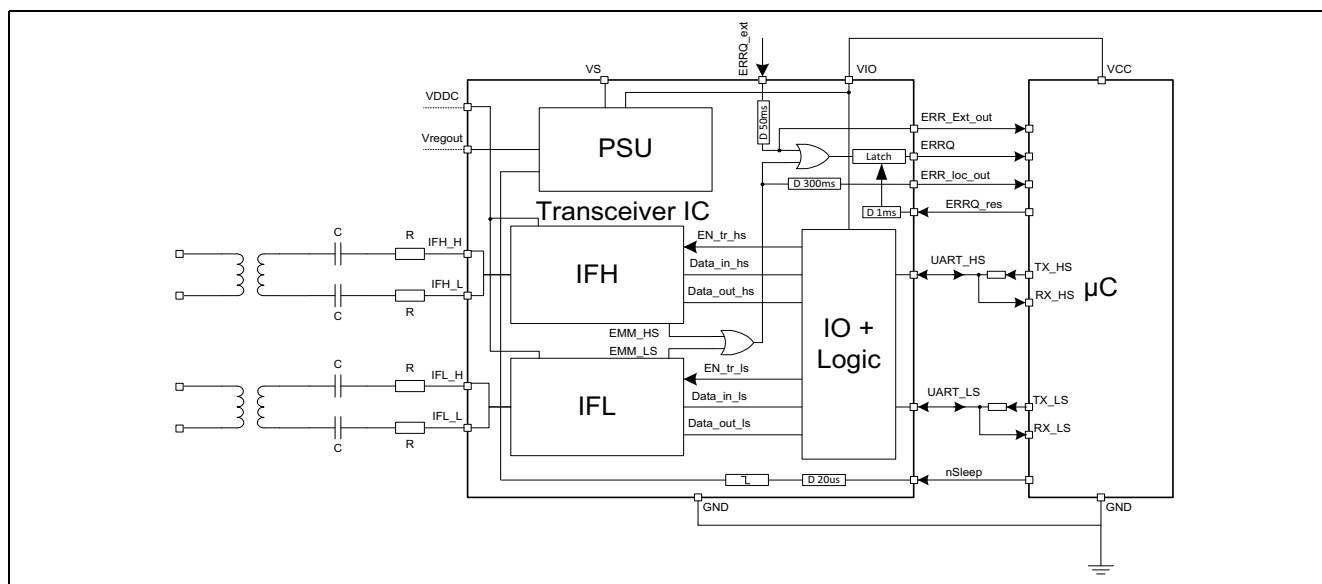 ERRQ_ext
VS
VIO
VCC
VDDC
D 50ms
ERR_Ext_out
Vregout
PSU
Latch
ERRQ
D 300ms
ERR_loc_out
Transceiver IC
D 1ms
ERRQ_res
C
R
IFH_H
EN_tr_hs
IFH
Data_in_hs
UART_HS
TX_HS
IFH_L
Data_out_hs
µC
RX_HS
C
R
EMM_HS
IO +
Logic
EMM_LS
C
R
IFL_H
EN_tr_ls
IFL
Data_in_ls
UART_LS
TX_LS
IFL_L
Data_out_ls
RX_LS
C
R
D 20us
nSleep
GND
GND